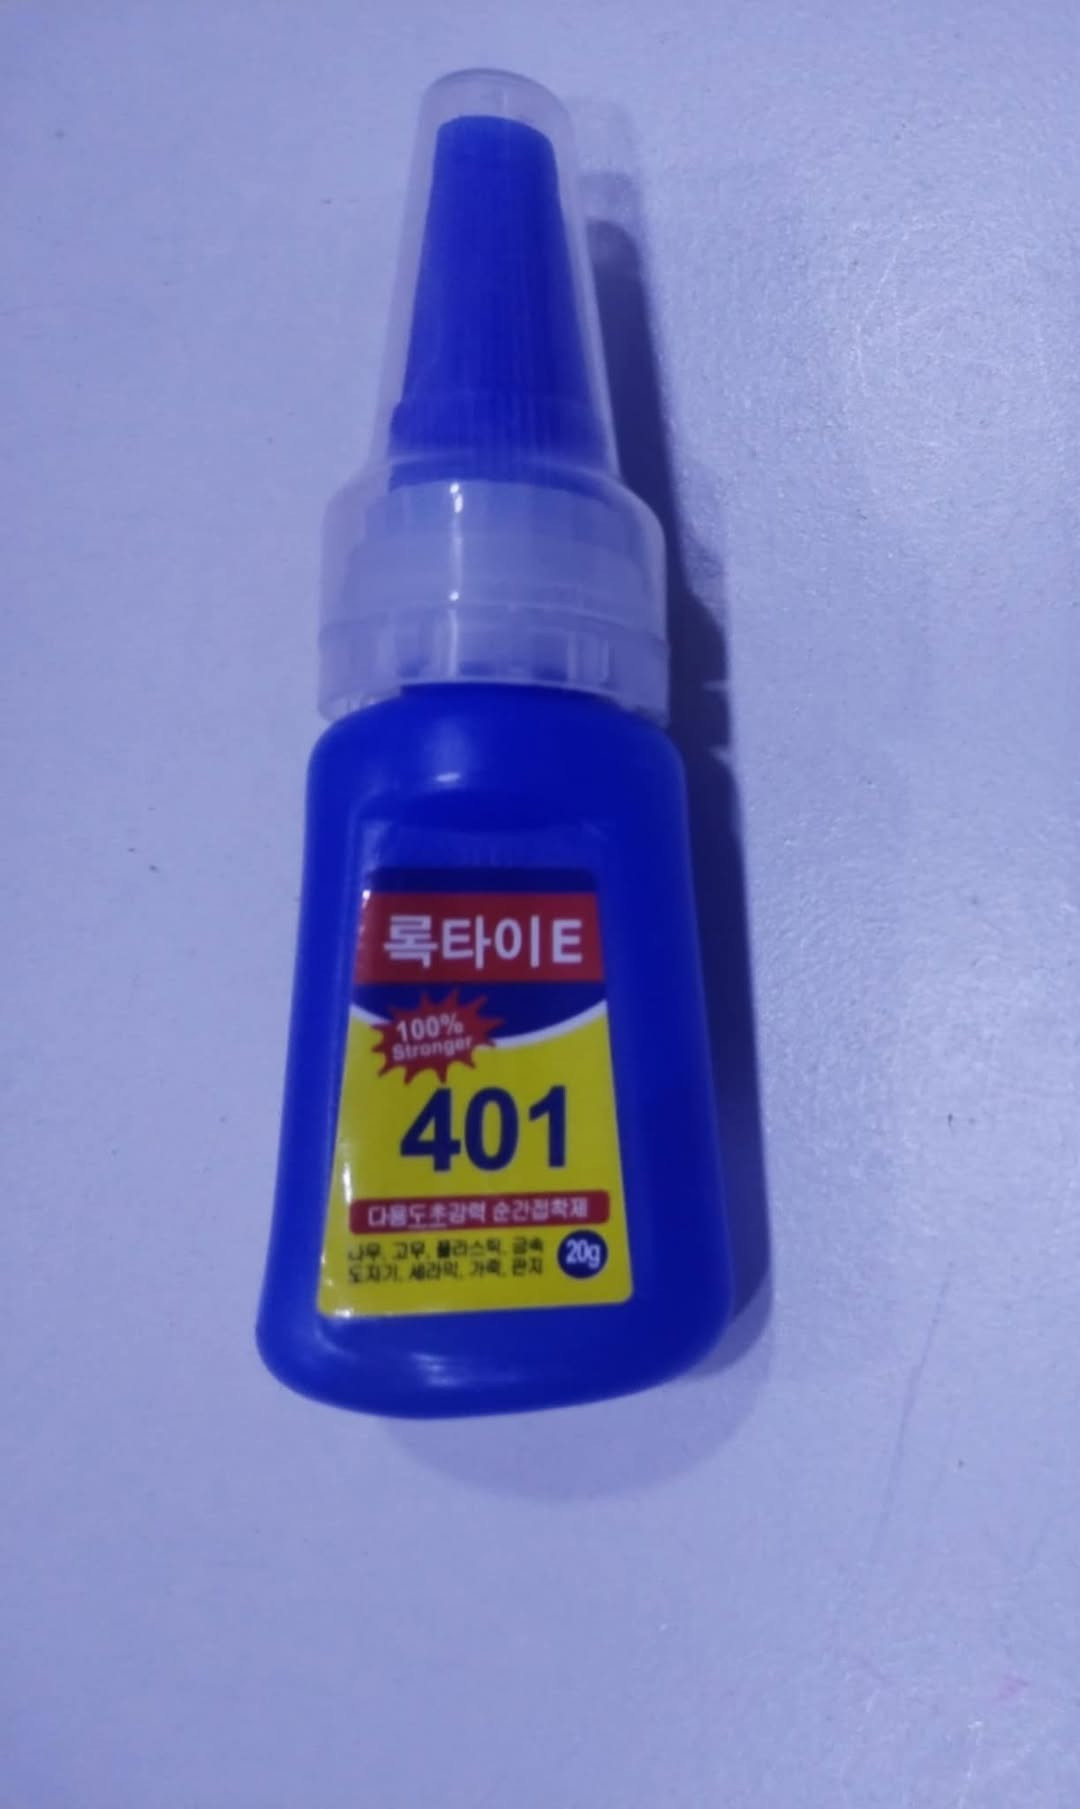 록타이E
100%
Stronger
401
다용도초강력 순간접착제
나무, 고무, 플라스틱, 금속
도자기, 세라믹, 가죽, 판지
20g